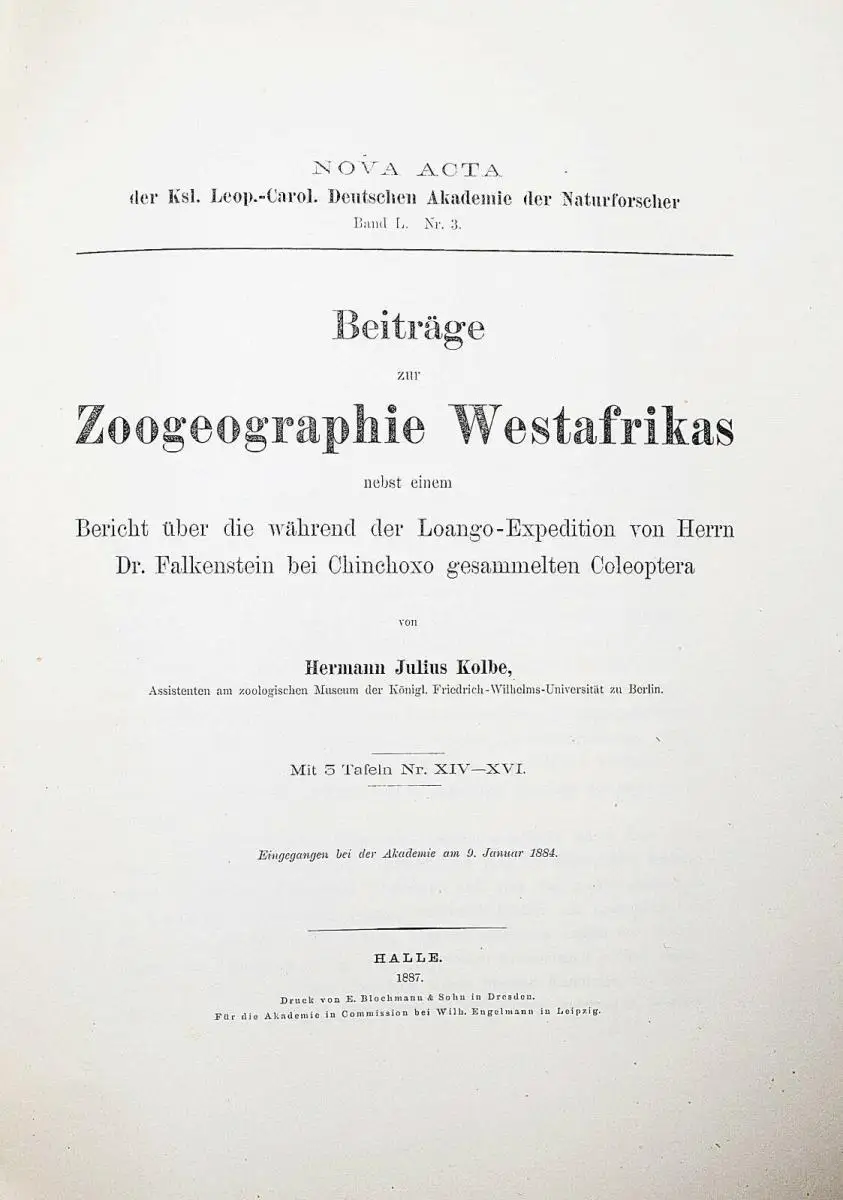 NOVA ACTA
der Ksl. Leop.-Carol. Deutschen Akademie der Naturforscher
Band L. Nr. 3.
Beiträge
zur
Zoogeographie Westafrikas
nebst einem
Bericht über die während der Loango-Expedition von Herrn
Dr. Falkenstein bei Chinchoxo gesammelten Coleoptera
von
Hermann Julius Kolbe,
Assistenten am zoologischen Museum der Königl. Friedrich-Wilhelms-Universität zu Berlin.
Mit 3 Tafeln Nr. XIV—XVI.
Eingegangen bei der Akademie am 9. Januar 1884.
HALLE.
1887.
Druck von E. Blochmann & Sohn in Dresden.
Für die Akademie in Commission bei Wilh. Engelmann in Leipzig.